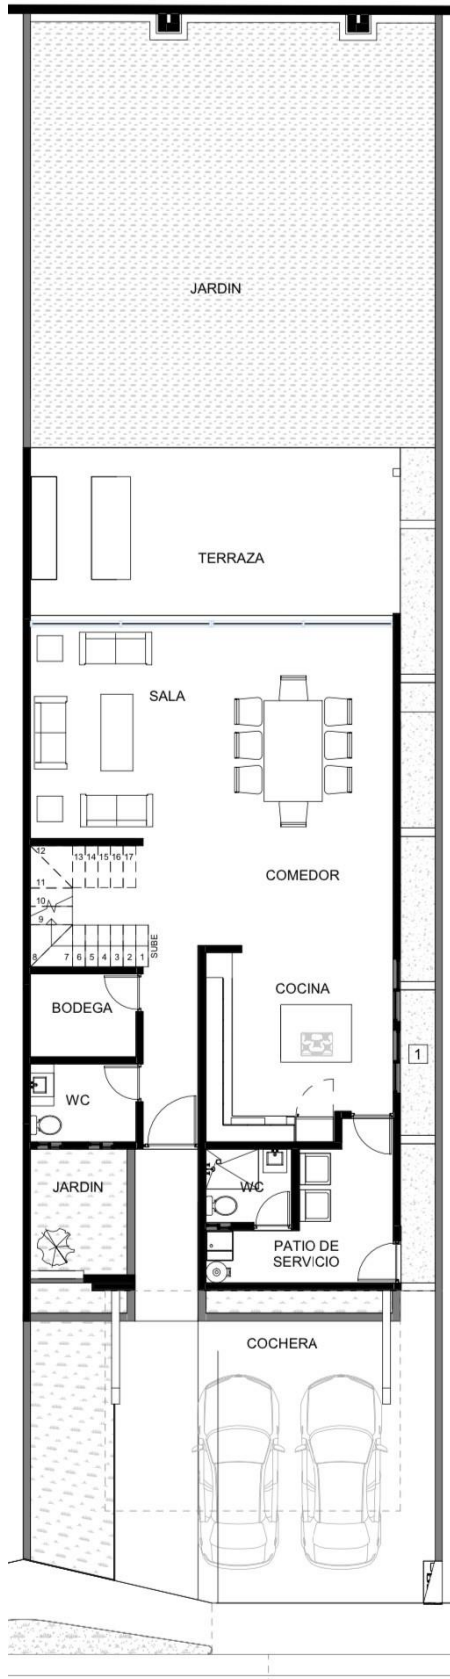 JARDIN
TERRAZA
SALA
COMEDOR
12
13 14 15 16 17
11
10
9
8 7 6 5 4 3 2 1
SUBE
COCINA
BODEGA
1
WC
JARDIN
WC
PATIO DE
SERVICIO
COCHERA